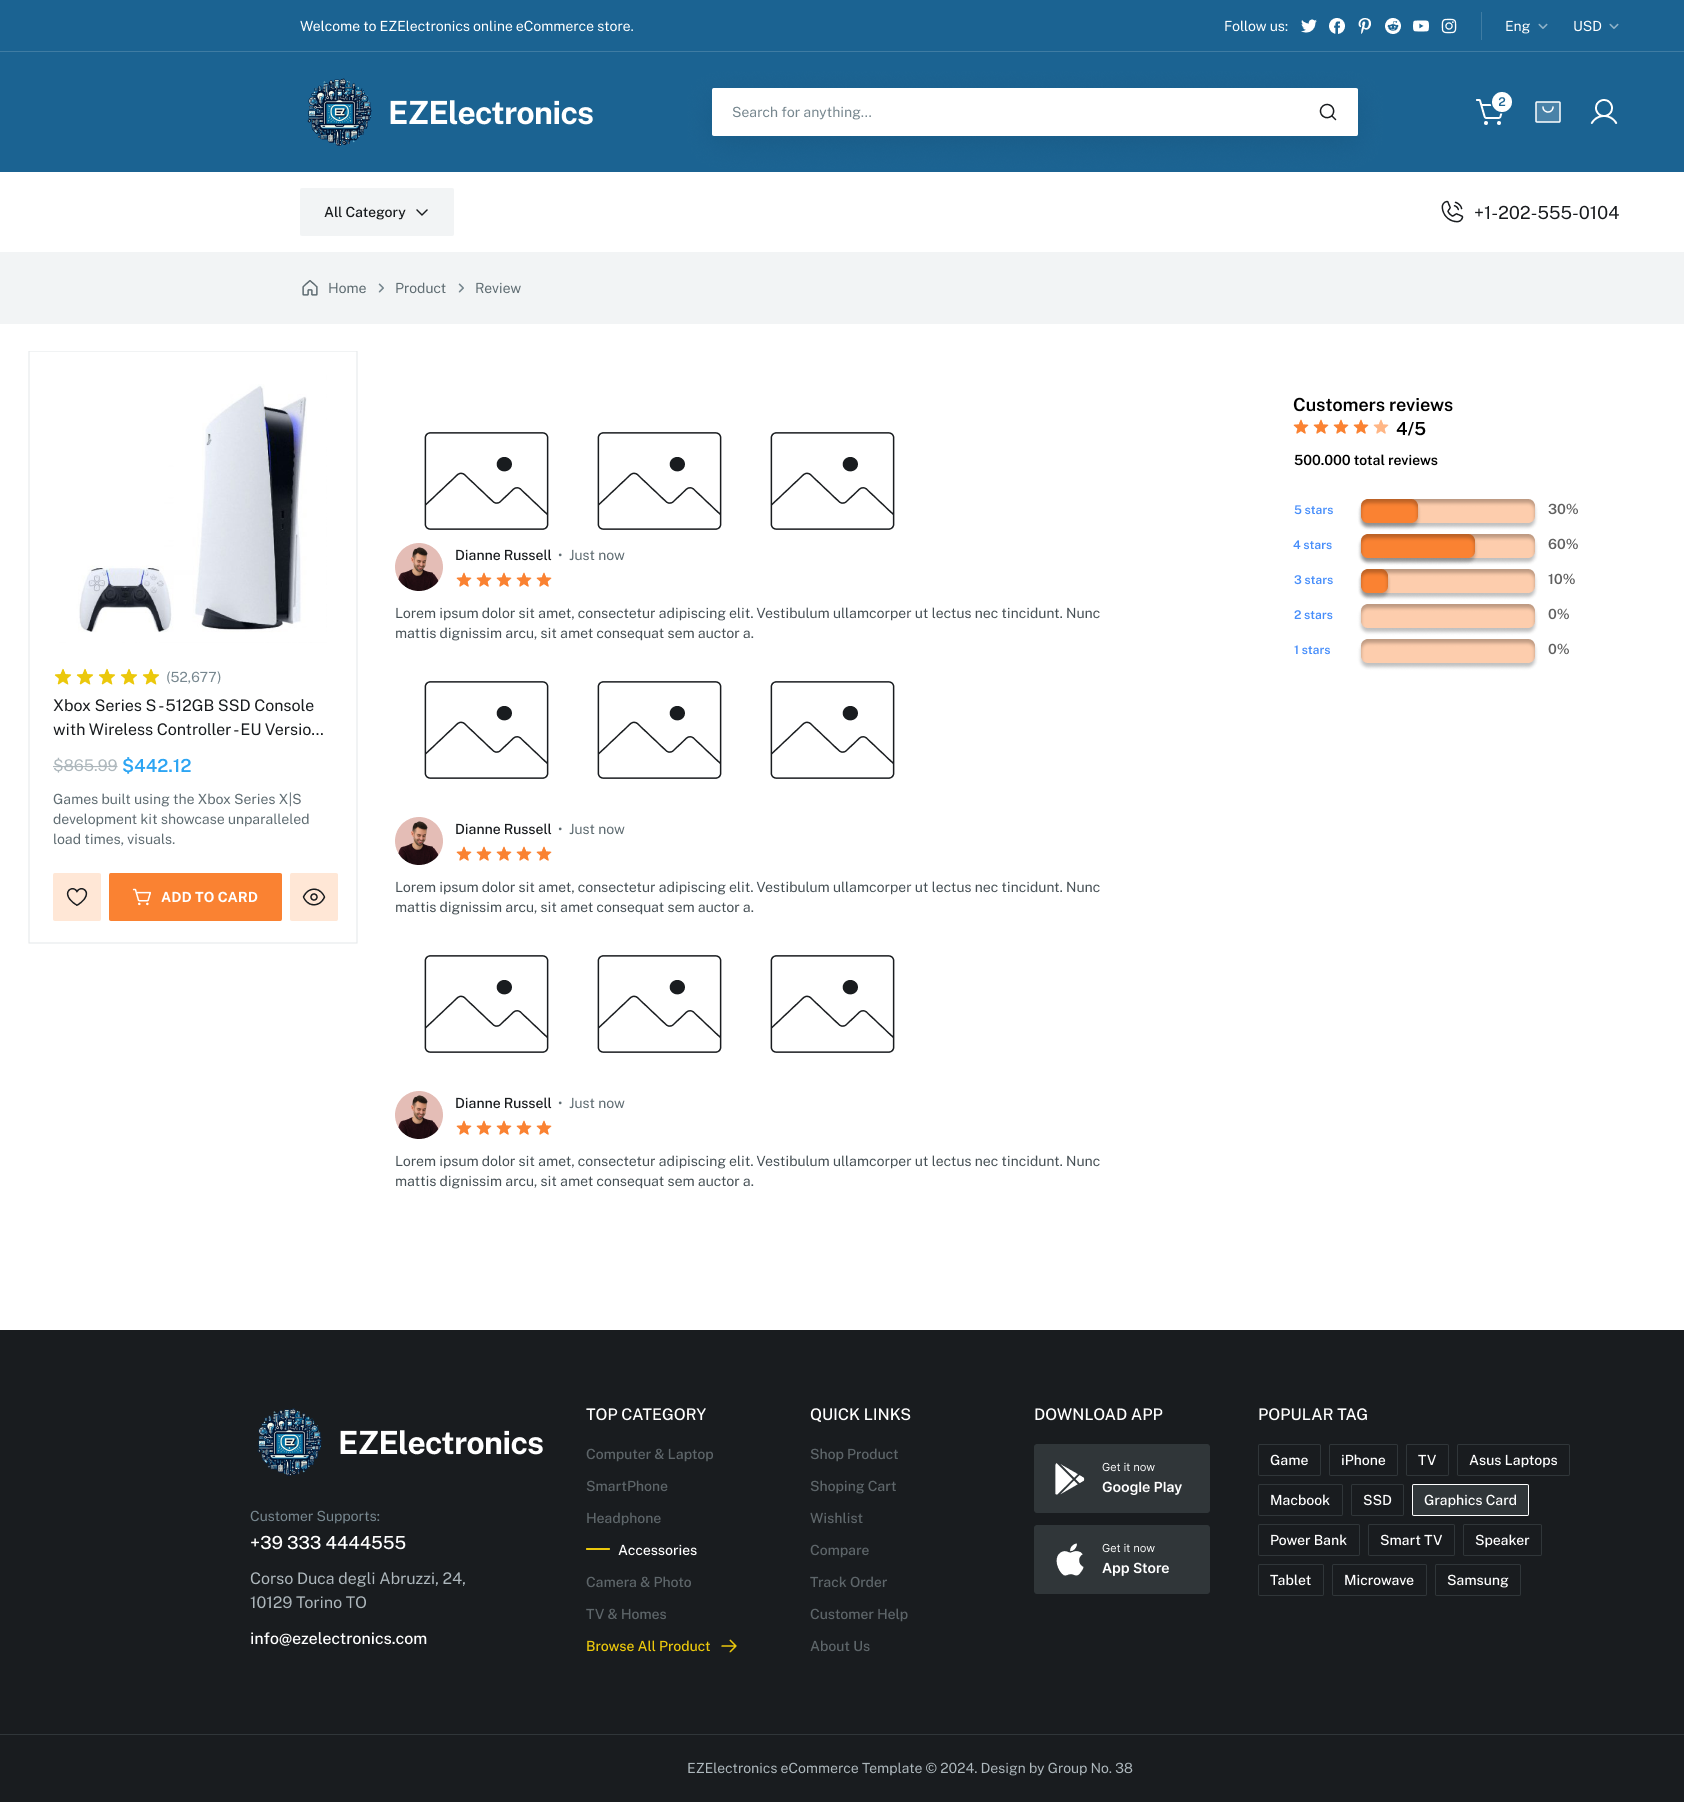 Welcome to EZElectronics online eCommerce store.
Follow us:
Eng
USD
EZElectronics
Search for anything...
2
All Category
+1-202-555-0104
Home
Product
Review
(52,677)
Xbox Series S - 512GB SSD Console
with Wireless Controller - EU Versio...
$865.99 $442.12
Games built using the Xbox Series X|S
development kit showcase unparalleled
load times, visuals.
ADD TO CARD
Dianne Russell • Just now
Lorem ipsum dolor sit amet, consectetur adipiscing elit. Vestibulum ullamcorper ut lectus nec tincidunt. Nunc
mattis dignissim arcu, sit amet consequat sem auctor a.
Dianne Russell • Just now
Lorem ipsum dolor sit amet, consectetur adipiscing elit. Vestibulum ullamcorper ut lectus nec tincidunt. Nunc
mattis dignissim arcu, sit amet consequat sem auctor a.
Dianne Russell • Just now
Lorem ipsum dolor sit amet, consectetur adipiscing elit. Vestibulum ullamcorper ut lectus nec tincidunt. Nunc
mattis dignissim arcu, sit amet consequat sem auctor a.
Customers reviews
4/5
500.000 total reviews
5 stars 30%
4 stars 60%
3 stars 10%
2 stars 0%
1 stars 0%
EZ
EZElectronics
Customer Supports:
+39 333 4444555
Corso Duca degli Abruzzi, 24,
10129 Torino TO
info@ezelectronics.com
TOP CATEGORY
Computer & Laptop
SmartPhone
Headphone
Accessories
Camera & Photo
TV & Homes
Browse All Product
QUICK LINKS
Shop Product
Shoping Cart
Wishlist
Compare
Track Order
Customer Help
About Us
DOWNLOAD APP
Get it now
Google Play
Get it now
App Store
POPULAR TAG
Game
iPhone
TV
Asus Laptops
Macbook
SSD
Graphics Card
Power Bank
Smart TV
Speaker
Tablet
Microwave
Samsung
EZElectronics eCommerce Template © 2024. Design by Group No. 38